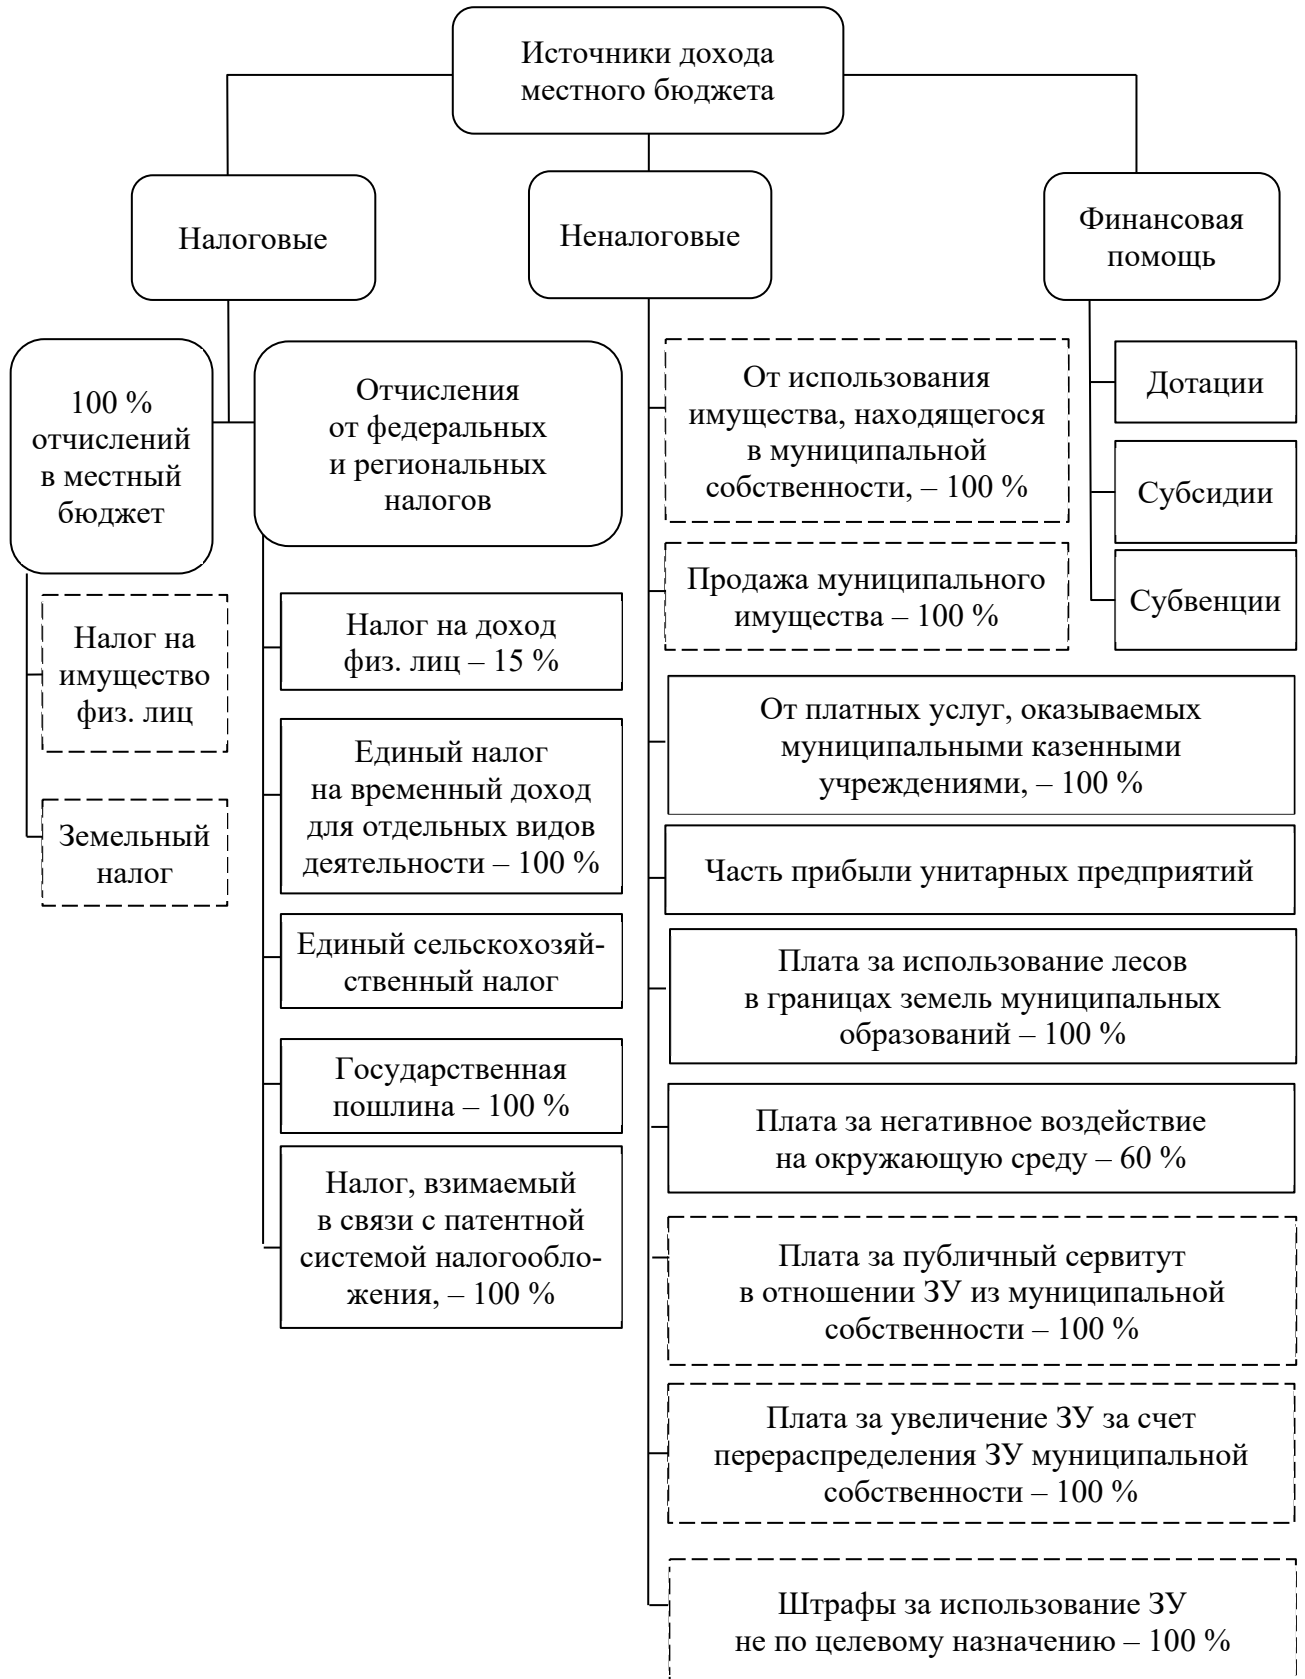 Источники дохода
местного бюджета
Налоговые
Неналоговые
Финансовая
помощь
100 %
отчислений
в местный
бюджет
Налог на
имущество
физ. лиц
Земельный
налог
Отчисления
от федеральных
и региональных
налогов
Налог на доход
физ. лиц – 15 %
Единый налог
на временный доход
для отдельных видов
деятельности – 100 %
Единый сельскохозяй-
ственный налог
Государственная
пошлина – 100 %
Налог, взимаемый
в связи с патентной
системой налогообло-
жения, – 100 %
От использования
имущества, находящегося
в муниципальной
собственности, – 100 %
Продажа муниципального
имущества – 100 %
От платных услуг, оказываемых
муниципальными казенными
учреждениями, – 100 %
Часть прибыли унитарных предприятий
Плата за использование лесов
в границах земель муниципальных
образований – 100 %
Плата за негативное воздействие
на окружающую среду – 60 %
Плата за публичный сервитут
в отношении ЗУ из муниципальной
собственности – 100 %
Плата за увеличение ЗУ за счет
перераспределения ЗУ муниципальной
собственности – 100 %
Штрафы за использование ЗУ
не по целевому назначению – 100 %
Дотации
Субсидии
Субвенции